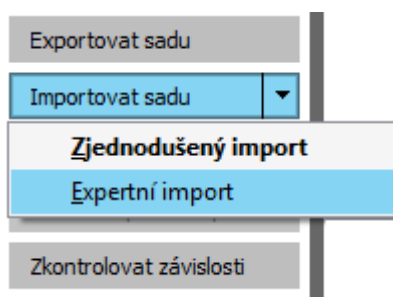 Exportovat sadu
Importovat sadu
Zjednodušený import
Expertní import
Zkontrolovat závislosti